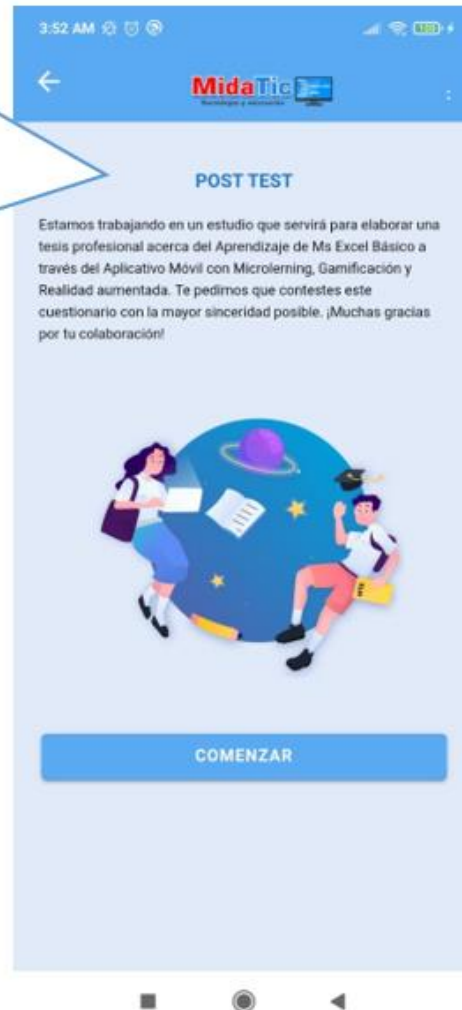 3:52 AM
MidaTic
Tecnología y educación
POST TEST
Estamos trabajando en un estudio que servirá para elaborar una
tesis profesional acerca del Aprendizaje de Ms Excel Básico a
través del Aplicativo Móvil con Microlerning, Gamificación y
Realidad aumentada. Te pedimos que contestes este
cuestionario con la mayor sinceridad posible. ¡Muchas gracias
por tu colaboración!
COMENZAR